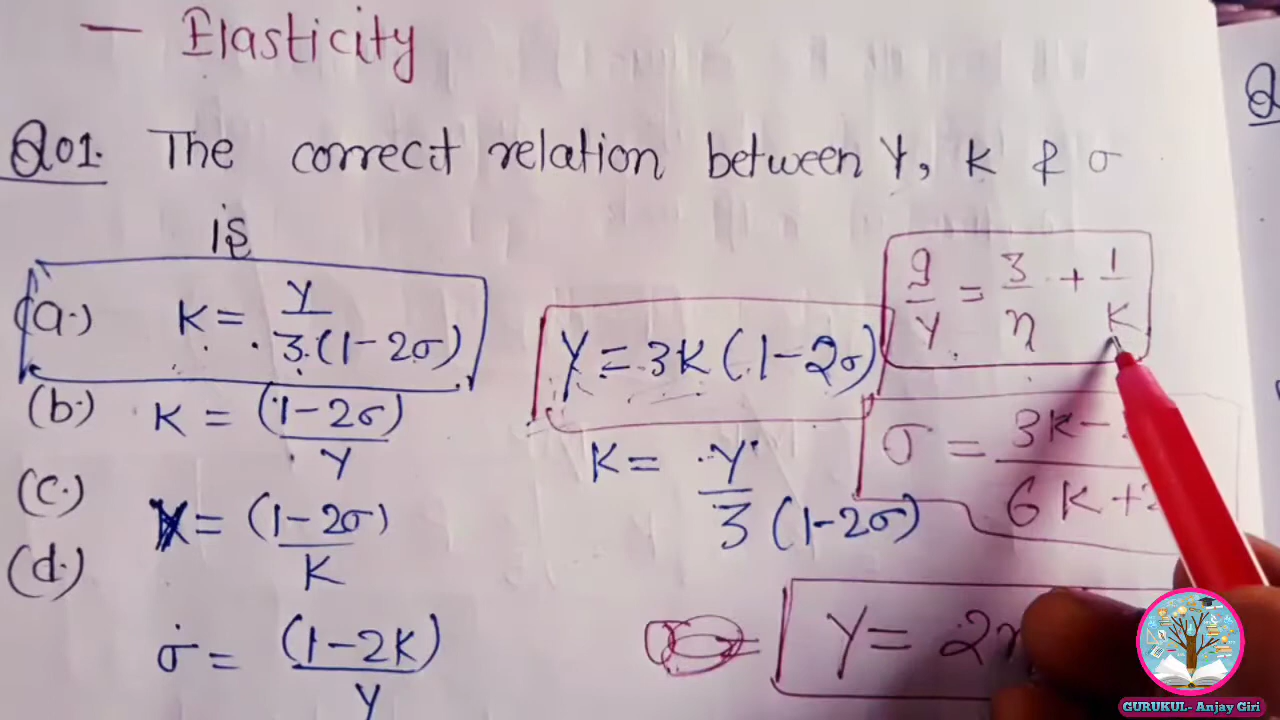 — Elasticity
Q01. The correct relation between Y, K & σ
is
(a.) K = Y / 3(1-2σ)
(b.) K = (1-2σ) / Y
(c.) Y = (1-2σ) / K
(d.) σ = (1-2K) / Y
Y = 3K(1-2σ)
K = Y / 3(1-2σ)
9/Y = 3/η + 1/K
σ = 3K- / 6K+2
Y = 2η
Q
GURUKUL- Anjay Giri